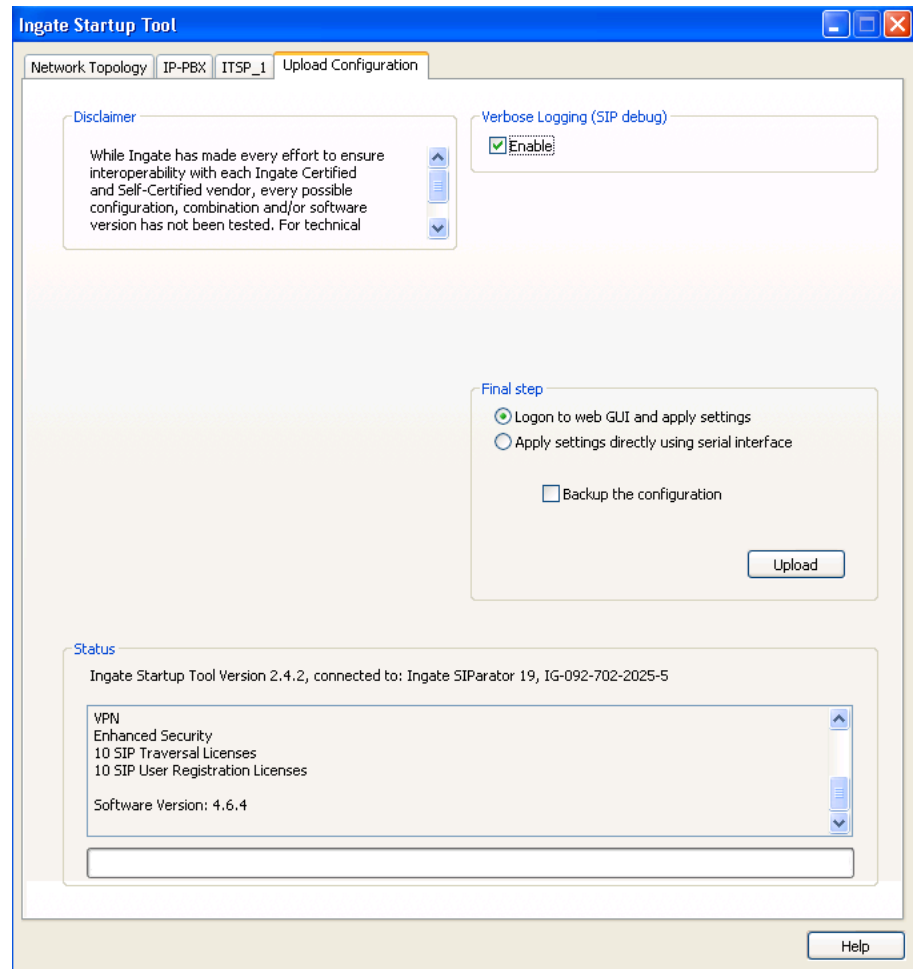 Ingate Startup Tool
Network Topology IP-PBX ITSP_1 Upload Configuration
Disclaimer
While Ingate has made every effort to ensure
interoperability with each Ingate Certified
and Self-Certified vendor, every possible
configuration, combination and/or software
version has not been tested. For technical
Verbose Logging (SIP debug)
Enable
Final step
Logon to web GUI and apply settings
Apply settings directly using serial interface
Backup the configuration
Upload
Status
Ingate Startup Tool Version 2.4.2, connected to: Ingate SIParator 19, IG-092-702-2025-5
VPN
Enhanced Security
10 SIP Traversal Licenses
10 SIP User Registration Licenses
Software Version: 4.6.4
Help